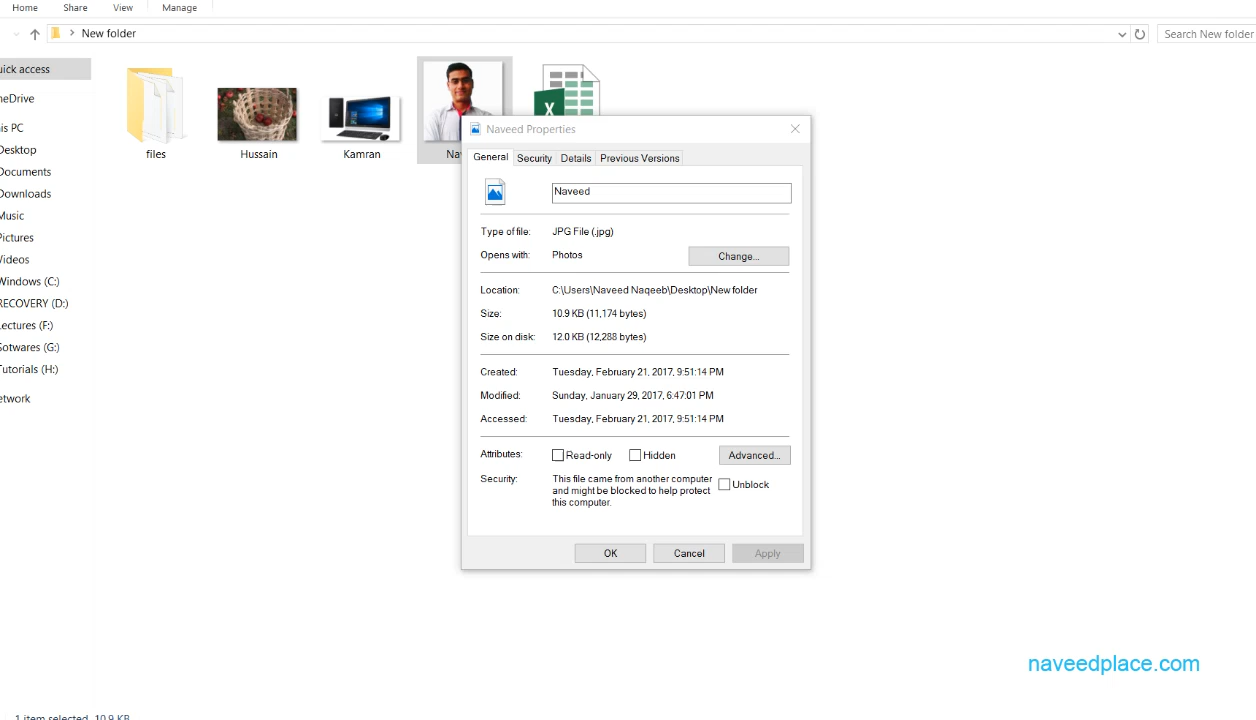 Home Share View Manage
New folder
Search New folder
uick access
neDrive
is PC
Desktop
Documents
Downloads
Music
Pictures
Videos
Windows (C:)
RECOVERY (D:)
Lectures (F:)
Sotwares (G:)
Tutorials (H:)
etwork
files
Hussain
Kamran
Na
Naveed Properties
General Security Details Previous Versions
Naveed
Type of file: JPG File (.jpg)
Opens with: Photos Change...
Location: C:\Users\Naveed Naqeeb\Desktop\New folder
Size: 10.9 KB (11,174 bytes)
Size on disk: 12.0 KB (12,288 bytes)
Created: Tuesday, February 21, 2017, 9:51:14 PM
Modified: Sunday, January 29, 2017, 6:47:01 PM
Accessed: Tuesday, February 21, 2017, 9:51:14 PM
Attributes: Read-only Hidden Advanced...
Security: This file came from another computer
and might be blocked to help protect
this computer.
Unblock
OK Cancel Apply
naveedplace.com
1 item selected 10.9 KB